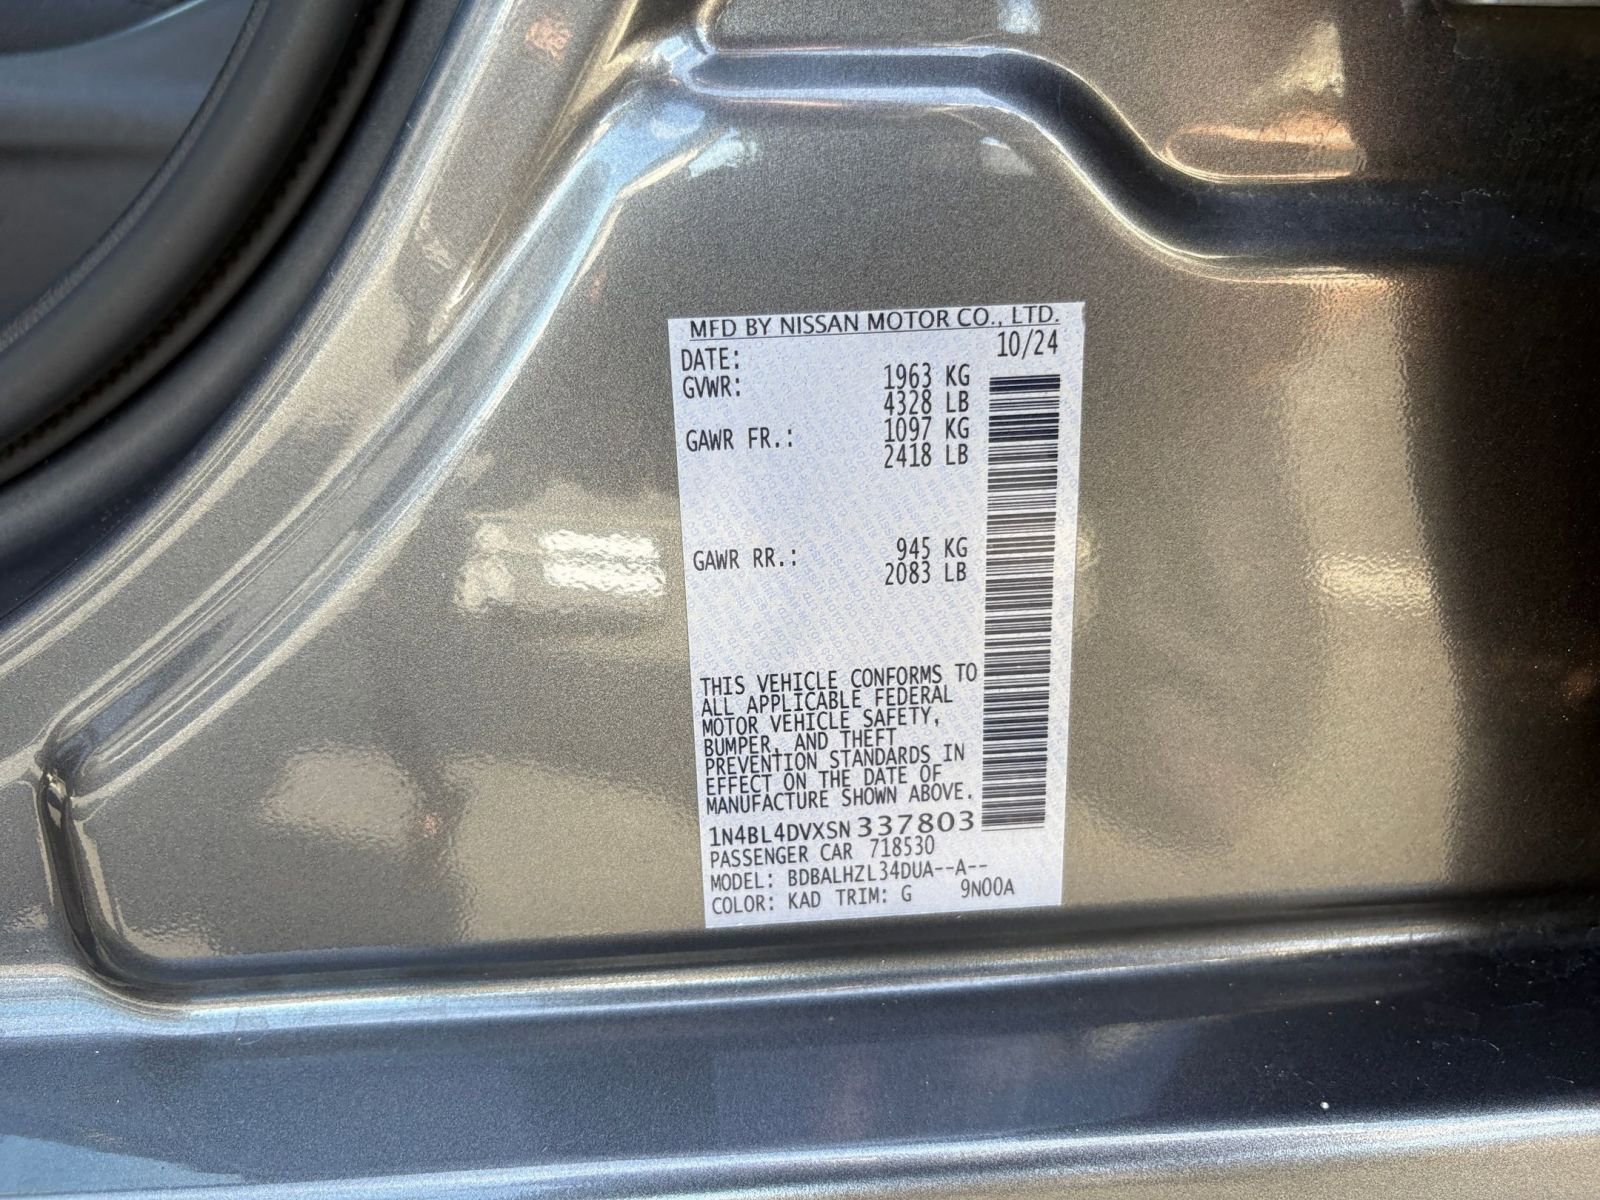 MFD BY NISSAN MOTOR CO., LTD.
DATE: 10/24
GVWR: 1963 KG
4328 LB
GAWR FR.: 1097 KG
2418 LB
GAWR RR.: 945 KG
2083 LB
THIS VEHICLE CONFORMS TO
ALL APPLICABLE FEDERAL
MOTOR VEHICLE SAFETY,
BUMPER, AND THEFT
PREVENTION STANDARDS IN
EFFECT ON THE DATE OF
MANUFACTURE SHOWN ABOVE.
1N4BL4DVXSN337803
PASSENGER CAR 718530
MODEL: BDBALHZL34DUA--A--
COLOR: KAD TRIM: G 9N00A